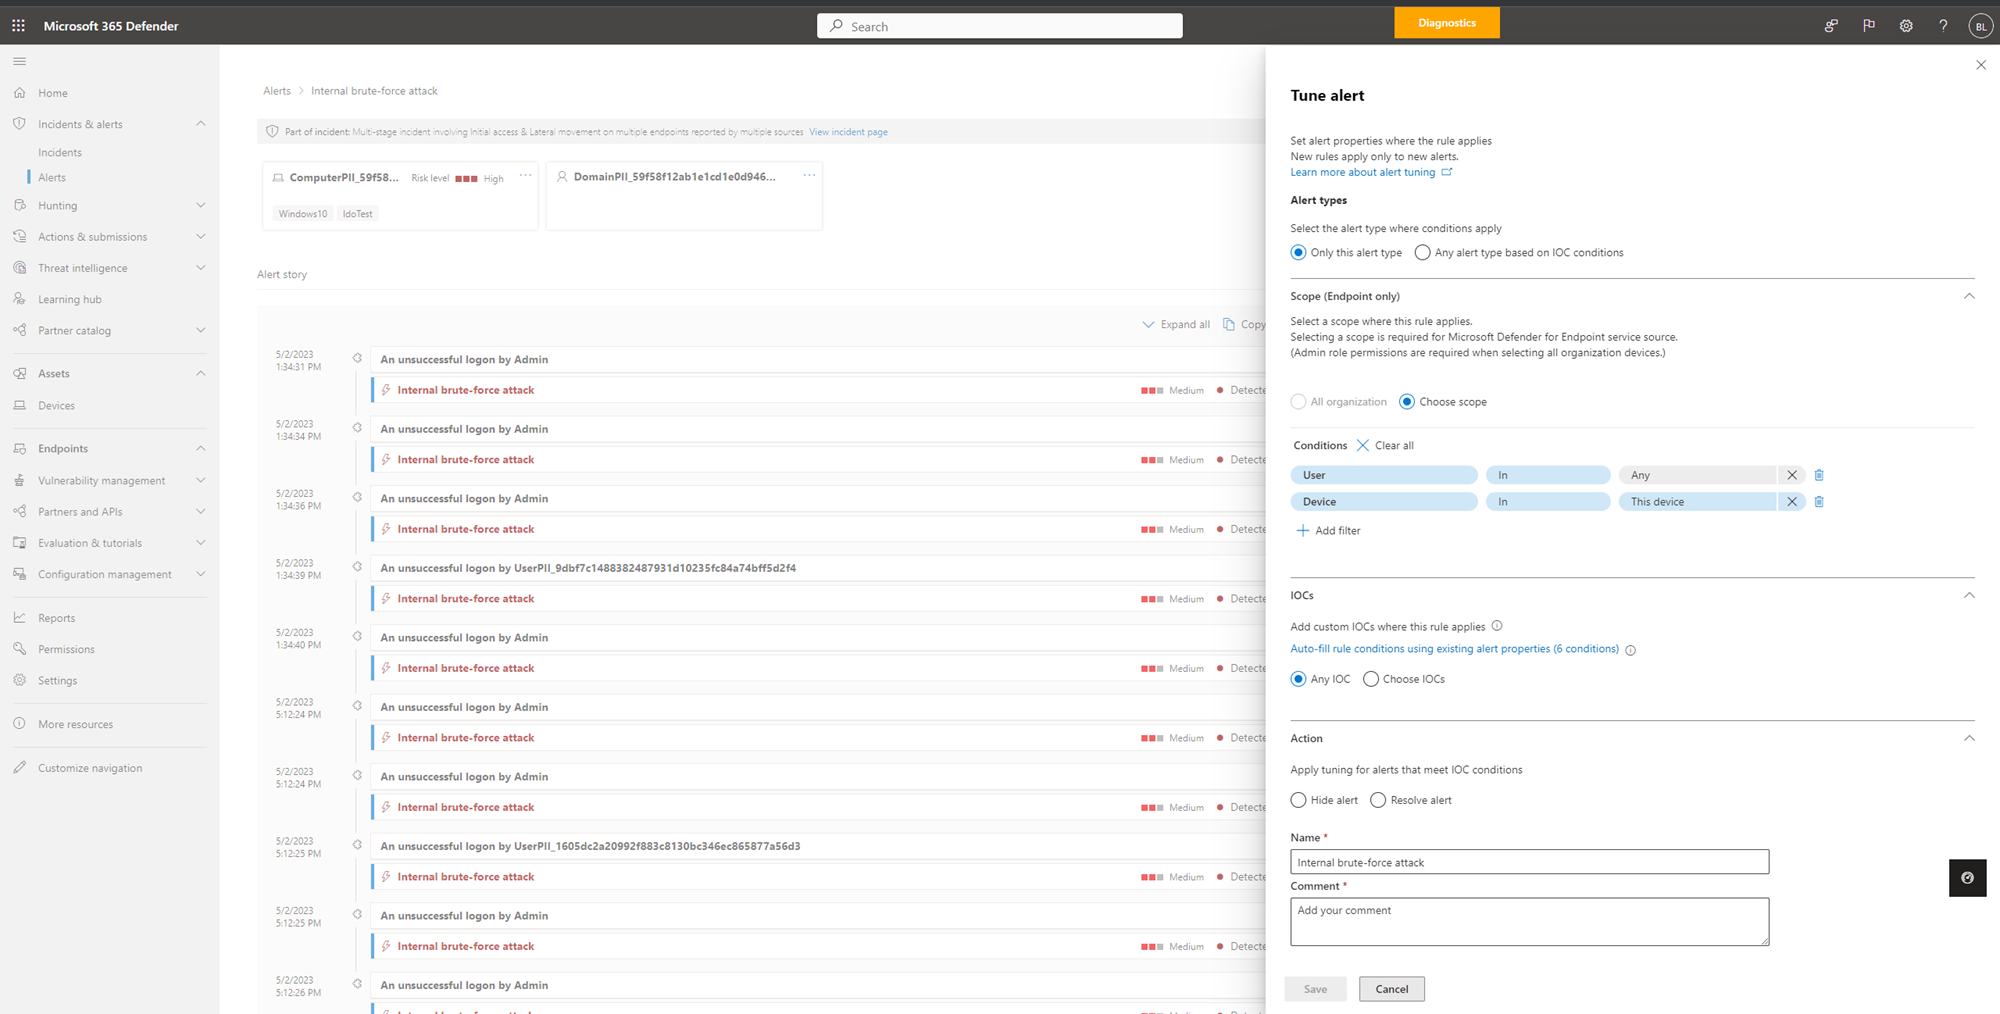 Microsoft 365 Defender
Search
Diagnostics
BL
Home
Incidents & alerts
Incidents
Alerts
Hunting
Actions & submissions
Threat intelligence
Learning hub
Partner catalog
Assets
Devices
Endpoints
Vulnerability management
Partners and APIs
Evaluation & tutorials
Configuration management
Reports
Permissions
Settings
More resources
Customize navigation
Alerts > Internal brute-force attack
Part of incident: Multi-stage incident involving Initial access & Lateral movement on multiple endpoints reported by multiple sources View incident page
ComputerPII_59f58... Risk level High ...
Windows10 IdoTest
DomainPII_59f58f12ab1e1cd1e0d946... ...
Alert story
Expand all Copy
5/2/2023
1:34:31 PM
An unsuccessful logon by Admin
Internal brute-force attack Medium Detecte
5/2/2023
1:34:34 PM
An unsuccessful logon by Admin
Internal brute-force attack Medium Detecte
5/2/2023
1:34:36 PM
An unsuccessful logon by Admin
Internal brute-force attack Medium Detecte
5/2/2023
1:34:39 PM
An unsuccessful logon by UserPII_9dbf7c1488382487931d10235fc84a74bff5d2f4
Internal brute-force attack Medium Detecte
5/2/2023
1:34:40 PM
An unsuccessful logon by Admin
Internal brute-force attack Medium Detecte
5/2/2023
5:12:24 PM
An unsuccessful logon by Admin
Internal brute-force attack Medium Detecte
5/2/2023
5:12:24 PM
An unsuccessful logon by Admin
Internal brute-force attack Medium Detecte
5/2/2023
5:12:25 PM
An unsuccessful logon by UserPII_1605dc2a20992f883c8130bc346ec865877a56d3
Internal brute-force attack Medium Detecte
5/2/2023
5:12:25 PM
An unsuccessful logon by Admin
Internal brute-force attack Medium Detecte
5/2/2023
5:12:26 PM
An unsuccessful logon by Admin
Tune alert
Set alert properties where the rule applies
New rules apply only to new alerts.
Learn more about alert tuning
Alert types
Select the alert type where conditions apply
Only this alert type Any alert type based on IOC conditions
Scope (Endpoint only)
Select a scope where this rule applies.
Selecting a scope is required for Microsoft Defender for Endpoint service source.
(Admin role permissions are required when selecting all organization devices.)
All organization Choose scope
Conditions Clear all
User In Any
Device In This device
Add filter
IOCs
Add custom IOCs where this rule applies
Auto-fill rule conditions using existing alert properties (6 conditions)
Any IOC Choose IOCs
Action
Apply tuning for alerts that meet IOC conditions
Hide alert Resolve alert
Name *
Internal brute-force attack
Comment *
Add your comment
Save Cancel